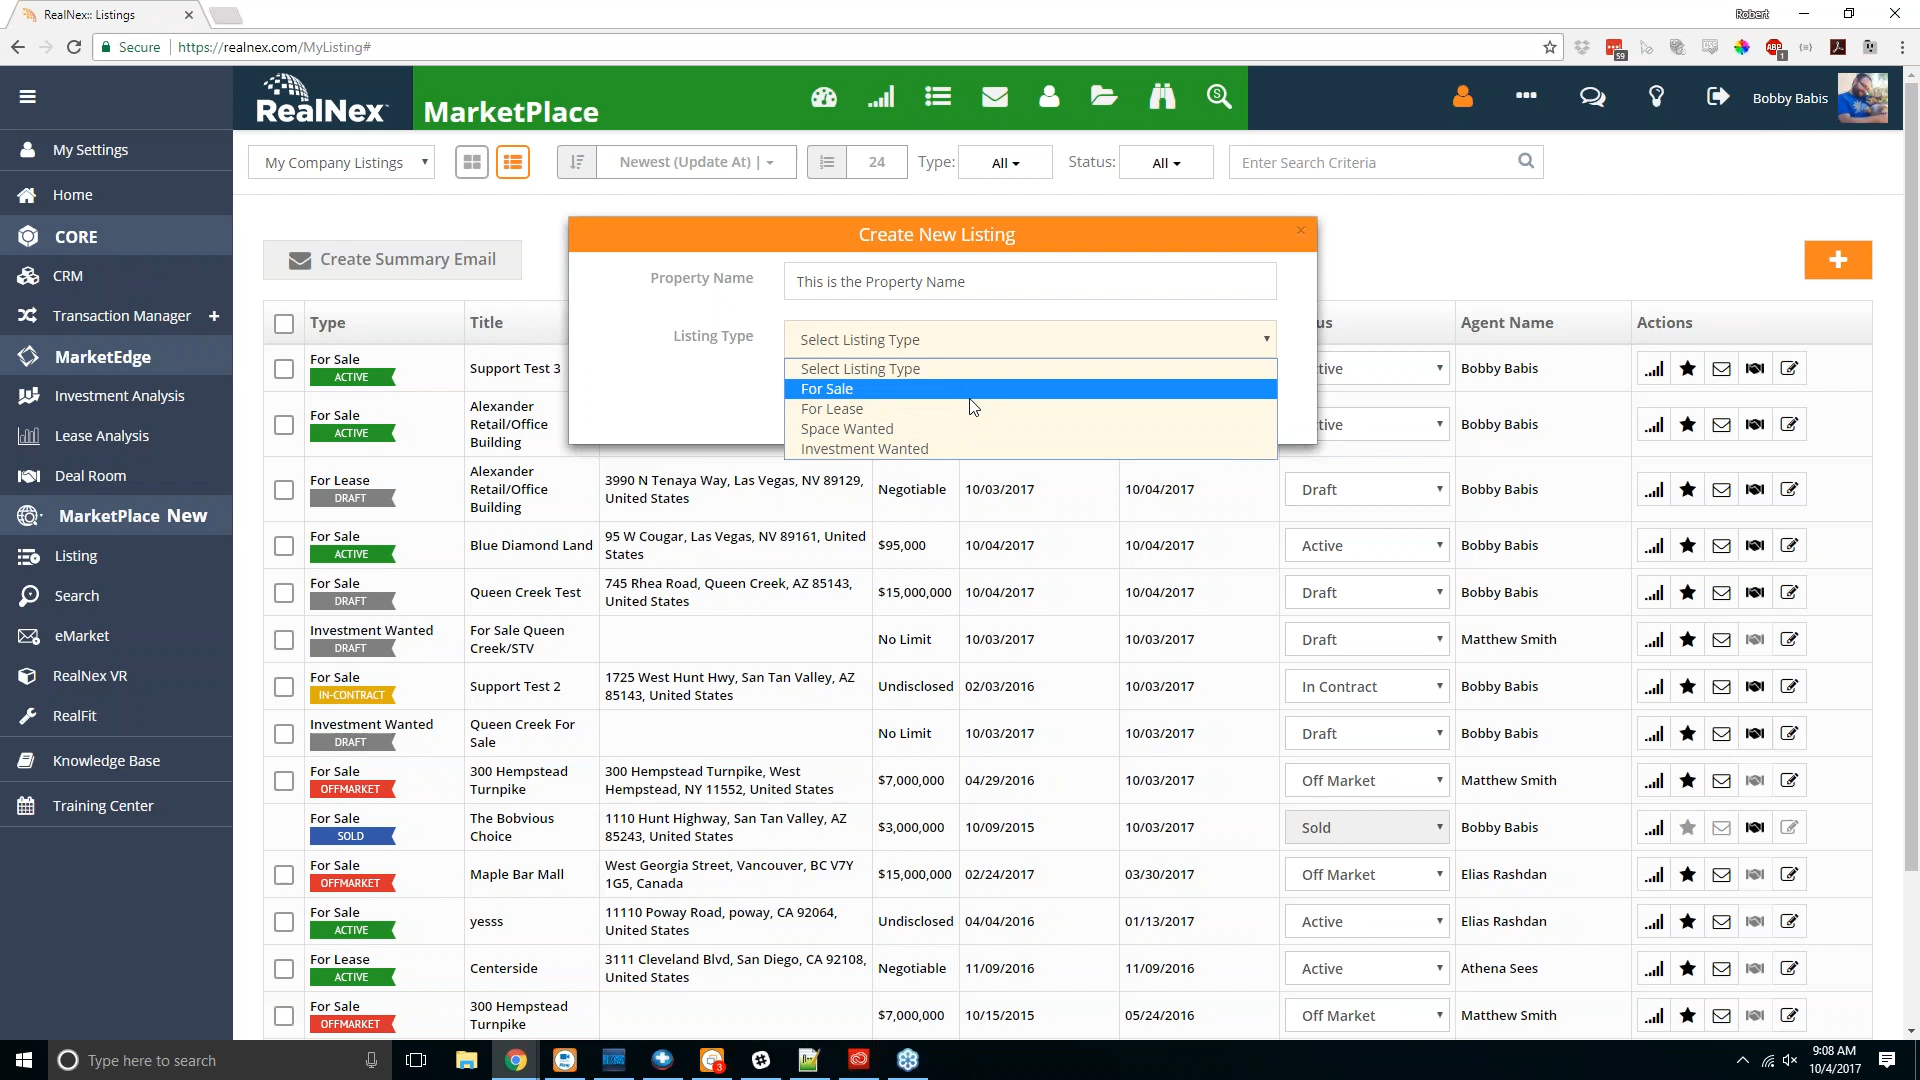 RealNex:: Listings
Robert
Secure
https://realnex.com/MyListing#
59
ABP
1
RealNex
MarketPlace
Bobby Babis
My Settings
Home
CORE
CRM
Transaction Manager +
MarketEdge
Investment Analysis
Lease Analysis
Deal Room
MarketPlace New
Listing
Search
eMarket
RealNex VR
RealFit
Knowledge Base
Training Center
My Company Listings
Newest (Update At) |
24
Type: All
Status: All
Enter Search Criteria
Create Summary Email
+
Create New Listing
×
Property Name
This is the Property Name
Listing Type
Select Listing Type
Select Listing Type
For Sale
For Lease
Space Wanted
Investment Wanted
Type Title us Agent Name Actions
For Sale
ACTIVE
Support Test 3
tive
Bobby Babis
For Sale
ACTIVE
Alexander
Retail/Office
Building
tive
Bobby Babis
For Lease
DRAFT
Alexander
Retail/Office
Building
3990 N Tenaya Way, Las Vegas, NV 89129,
United States
Negotiable 10/03/2017 10/04/2017 Draft Bobby Babis
For Sale
ACTIVE
Blue Diamond Land
95 W Cougar, Las Vegas, NV 89161, United
States
$95,000 10/04/2017 10/04/2017 Active Bobby Babis
For Sale
DRAFT
Queen Creek Test
745 Rhea Road, Queen Creek, AZ 85143,
United States
$15,000,000 10/04/2017 10/04/2017 Draft Bobby Babis
Investment Wanted
DRAFT
For Sale Queen
Creek/STV
No Limit 10/03/2017 10/03/2017 Draft Matthew Smith
For Sale
IN-CONTRACT
Support Test 2
1725 West Hunt Hwy, San Tan Valley, AZ
85143, United States
Undisclosed 02/03/2016 10/03/2017 In Contract Bobby Babis
Investment Wanted
DRAFT
Queen Creek For
Sale
No Limit 10/03/2017 10/03/2017 Draft Bobby Babis
For Sale
OFFMARKET
300 Hempstead
Turnpike
300 Hempstead Turnpike, West
Hempstead, NY 11552, United States
$7,000,000 04/29/2016 10/03/2017 Off Market Matthew Smith
For Sale
SOLD
The Bobvious
Choice
1110 Hunt Highway, San Tan Valley, AZ
85243, United States
$3,000,000 10/09/2015 10/03/2017 Sold Bobby Babis
For Sale
OFFMARKET
Maple Bar Mall
West Georgia Street, Vancouver, BC V7Y
1G5, Canada
$15,000,000 02/24/2017 03/30/2017 Off Market Elias Rashdan
For Sale
ACTIVE
yesss
11110 Poway Road, poway, CA 92064,
United States
Undisclosed 04/04/2016 01/13/2017 Active Elias Rashdan
For Lease
ACTIVE
Centerside
3111 Cleveland Blvd, San Diego, CA 92108,
United States
Negotiable 11/09/2016 11/09/2016 Active Athena Sees
For Sale
OFFMARKET
300 Hempstead
Turnpike
$7,000,000 10/15/2015 05/24/2016 Off Market Matthew Smith
Type here to search
3
9:08 AM
10/4/2017